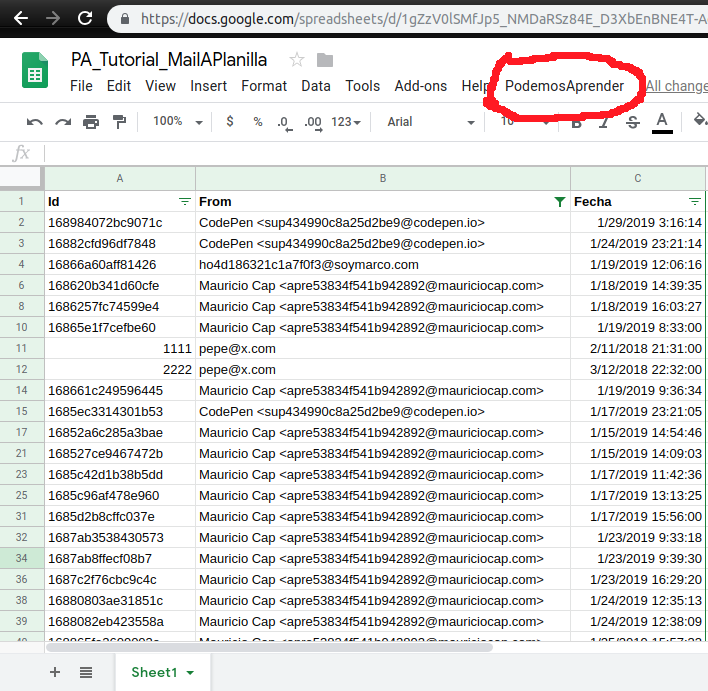 https://docs.google.com/spreadsheets/d/1gZzV0lSMfJp5_NMDaRSz84E_D3XbEnBNE4T-A
PA_Tutorial_MailAPlanilla
File Edit View Insert Format Data Tools Add-ons Help PodemosAprender All change
100% $ % .0 .00 123 Arial 10 B I S A
fx
A B C
1 Id From Fecha
2 168984072bc9071c CodePen <sup434990c8a25d2be9@codepen.io> 1/29/2019 3:16:14
3 16882cfd96df7848 CodePen <sup434990c8a25d2be9@codepen.io> 1/24/2019 23:21:14
4 16866a60aff81426 ho4d186321c1a7f0f3@soymarco.com 1/19/2019 12:06:16
6 168620b341d60cfe Mauricio Cap <apre53834f541b942892@mauriciocap.com> 1/18/2019 14:39:35
8 1686257fc74599e4 Mauricio Cap <apre53834f541b942892@mauriciocap.com> 1/18/2019 16:03:27
10 16865e1f7cefbe60 Mauricio Cap <apre53834f541b942892@mauriciocap.com> 1/19/2019 8:33:00
11 1111 pepe@x.com 2/11/2018 21:31:00
12 2222 pepe@x.com 3/12/2018 22:32:00
14 168661c249596445 Mauricio Cap <apre53834f541b942892@mauriciocap.com> 1/19/2019 9:36:34
15 1685ec3314301b53 CodePen <sup434990c8a25d2be9@codepen.io> 1/17/2019 23:21:05
17 16852a6c285a3bae Mauricio Cap <apre53834f541b942892@mauriciocap.com> 1/15/2019 14:54:46
21 168527ce9467472b Mauricio Cap <apre53834f541b942892@mauriciocap.com> 1/15/2019 14:09:03
23 1685c42d1b38b5dd Mauricio Cap <apre53834f541b942892@mauriciocap.com> 1/17/2019 11:42:36
25 1685c96af478e960 Mauricio Cap <apre53834f541b942892@mauriciocap.com> 1/17/2019 13:13:25
31 1685d2b8cffc037e Mauricio Cap <apre53834f541b942892@mauriciocap.com> 1/17/2019 15:56:00
32 1687ab3538430573 Mauricio Cap <apre53834f541b942892@mauriciocap.com> 1/23/2019 9:33:18
34 1687ab8ffecf08b7 Mauricio Cap <apre53834f541b942892@mauriciocap.com> 1/23/2019 9:39:30
36 1687c2f76cbc9c4c Mauricio Cap <apre53834f541b942892@mauriciocap.com> 1/23/2019 16:29:20
38 16880803ae31851c Mauricio Cap <apre53834f541b942892@mauriciocap.com> 1/24/2019 12:35:13
39 1688082eb423558a Mauricio Cap <apre53834f541b942892@mauriciocap.com> 1/24/2019 12:38:09
Mauricio Cap <apre53834f541b942892@mauriciocap.com>
Sheet1